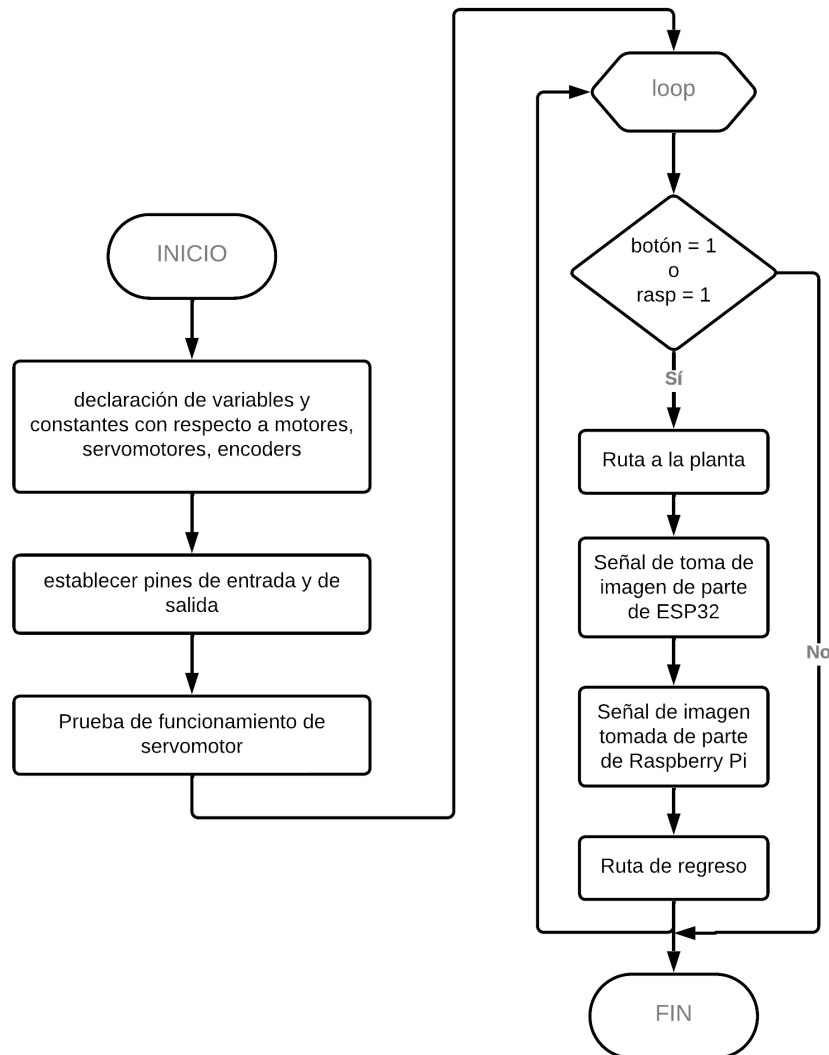 INICIO
declaración de variables y
constantes con respecto a motores,
servomotores, encoders
establecer pines de entrada y de
salida
Prueba de funcionamiento de
servomotor
loop
botón = 1
o
rasp = 1
Sí
Ruta a la planta
Señal de toma de
imagen de parte
de ESP32
No
Señal de imagen
tomada de parte
de Raspberry Pi
Ruta de regreso
FIN